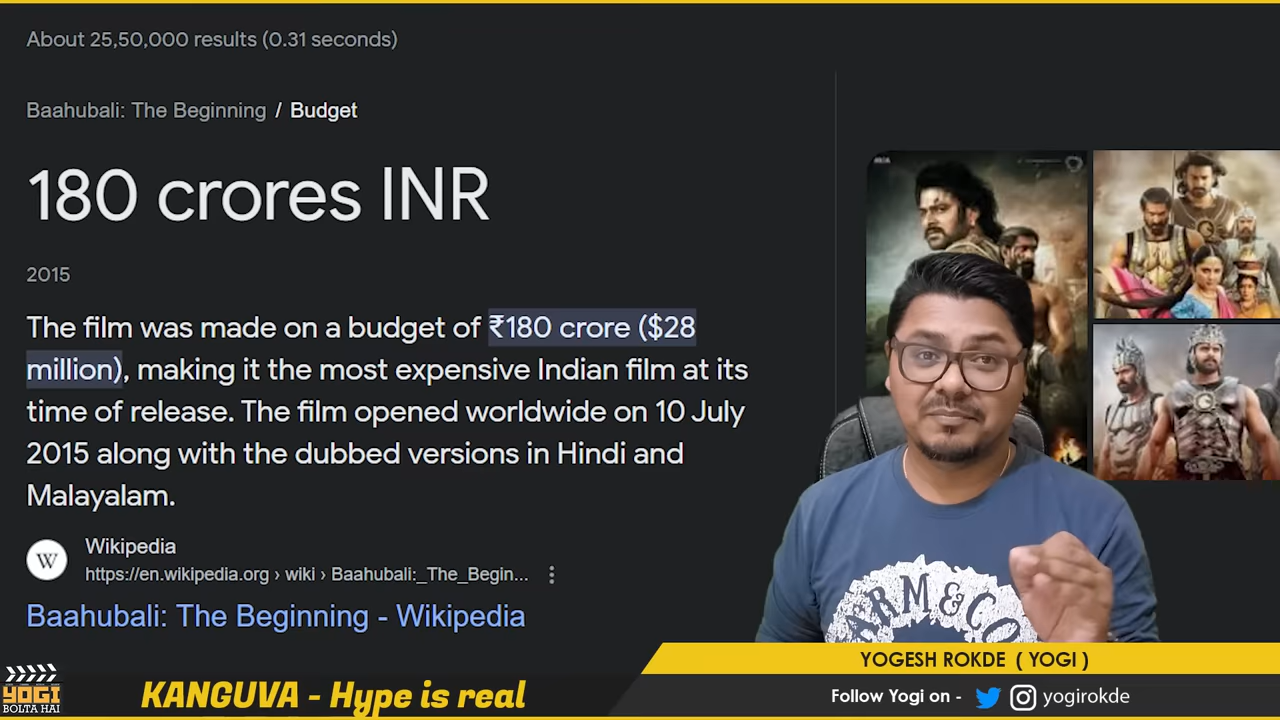 About 25,50,000 results (0.31 seconds)
Baahubali: The Beginning / Budget
180 crores INR
2015
The film was made on a budget of ₹180 crore ($28
million), making it the most expensive Indian film at its
time of release. The film opened worldwide on 10 July
2015 along with the dubbed versions in Hindi and
Malayalam.
W
Wikipedia
https://en.wikipedia.org › wiki › Baahubali:_The_Begin...
Baahubali: The Beginning - Wikipedia
ARM & CO
YOGESH ROKDE ( YOGI )
YOGI
BOLTA HAI
KANGUVA - Hype is real
Follow Yogi on - yogirokde